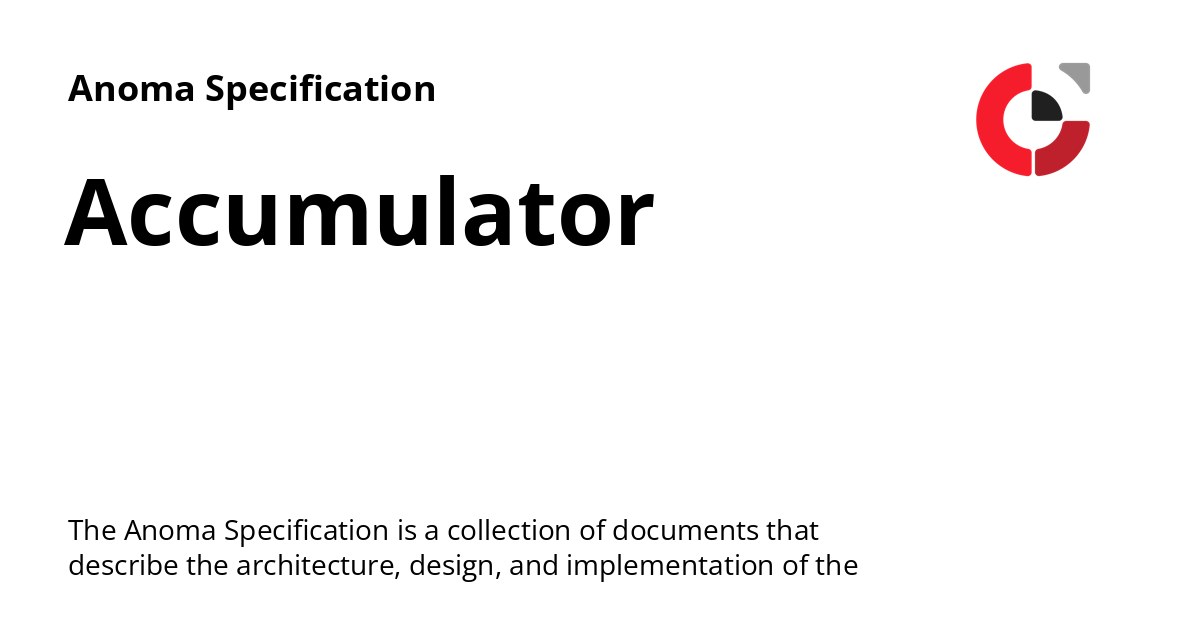 Anoma Specification
Accumulator
The Anoma Specification is a collection of documents that
describe the architecture, design, and implementation of the